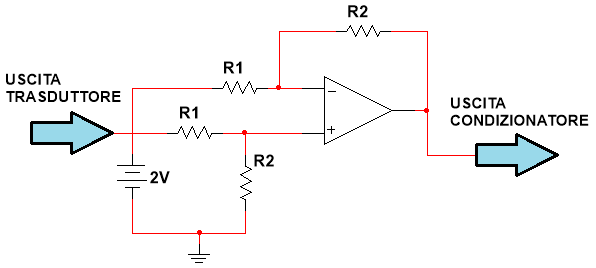 R2
R1
USCITA
TRASDUTTORE
R1
−
+
USCITA
CONDIZIONATORE
R2
2V